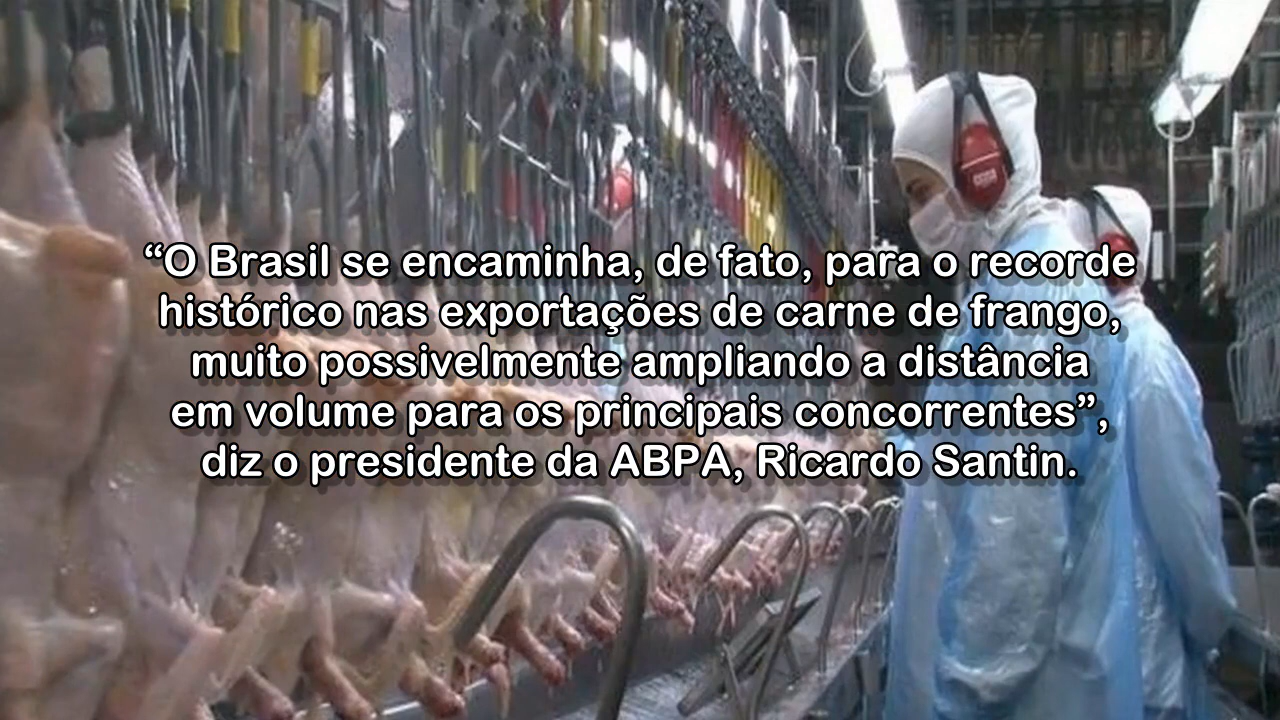 “O Brasil se encaminha, de fato, para o recorde
histórico nas exportações de carne de frango,
muito possivelmente ampliando a distância
em volume para os principais concorrentes”,
diz o presidente da ABPA, Ricardo Santin.